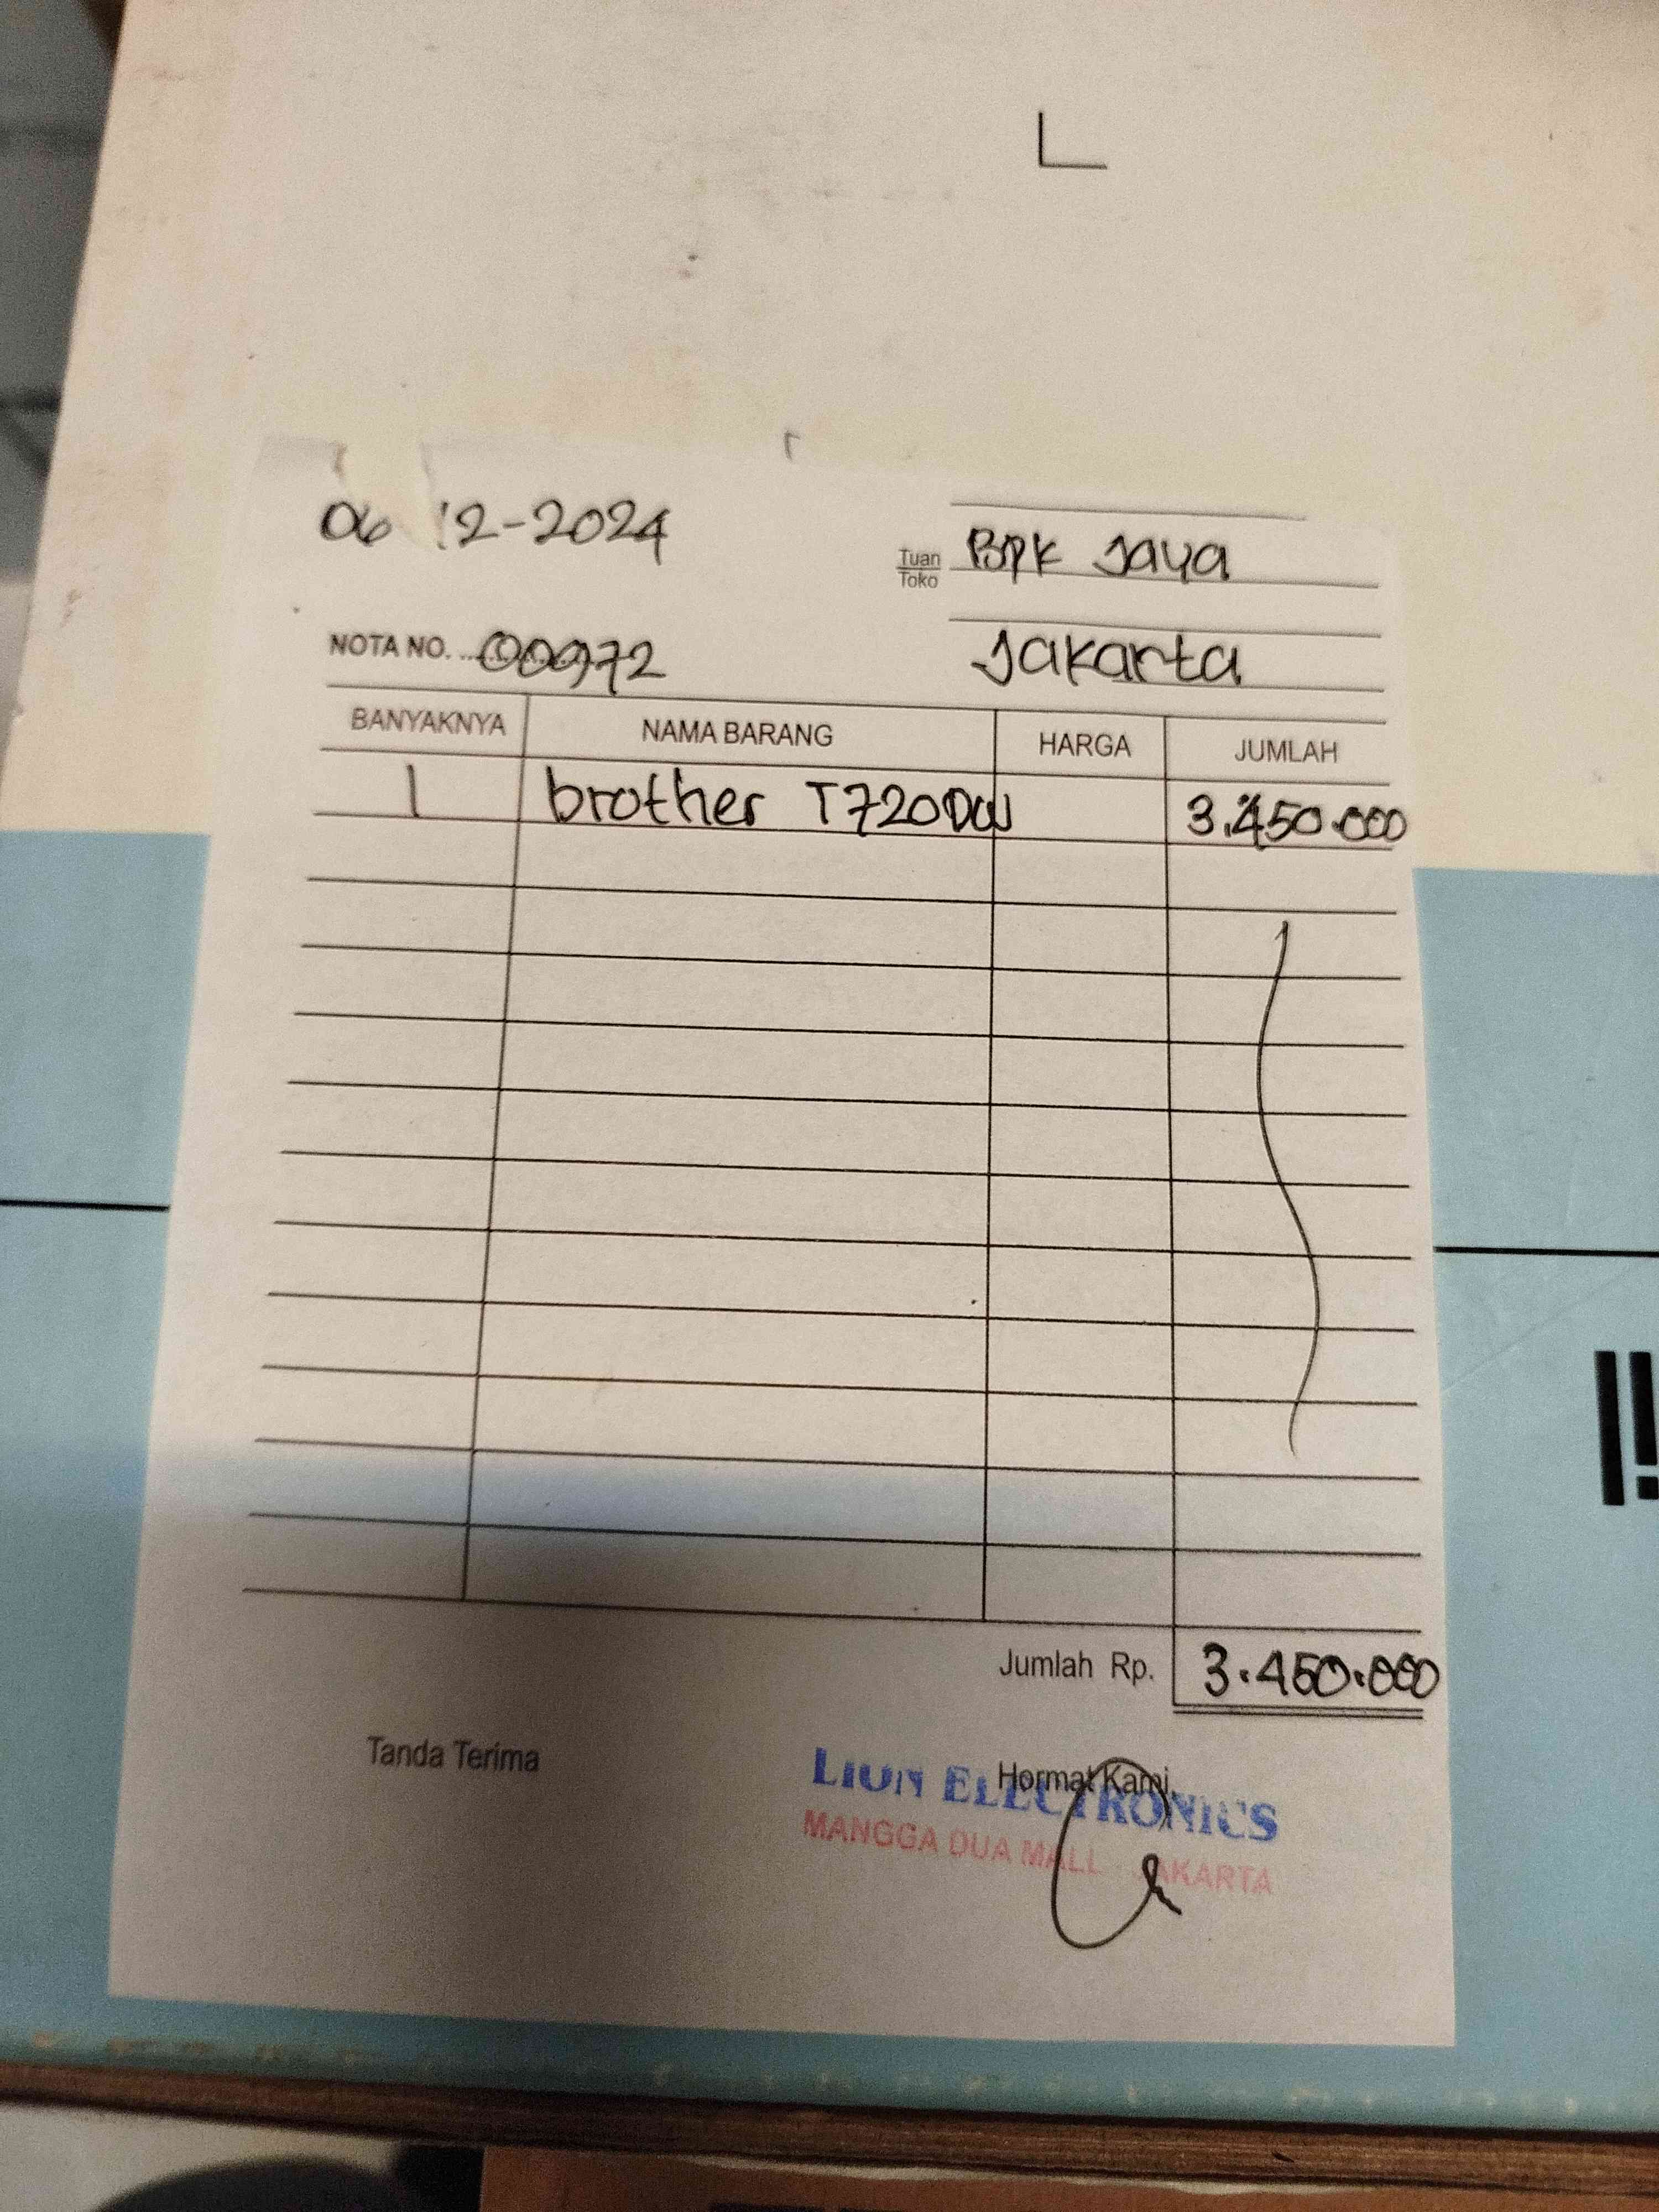 06 12-2024
Tuan
Toko
BPK Jaya
NOTA NO. 00972
Jakarta
BANYAKNYA NAMA BARANG HARGA JUMLAH
1 brother T720DW 3.450.000
Jumlah Rp. 3.450.000
Tanda Terima
Hormat Kami,
LION ELECTRONICS
MANGGA DUA MALL JAKARTA